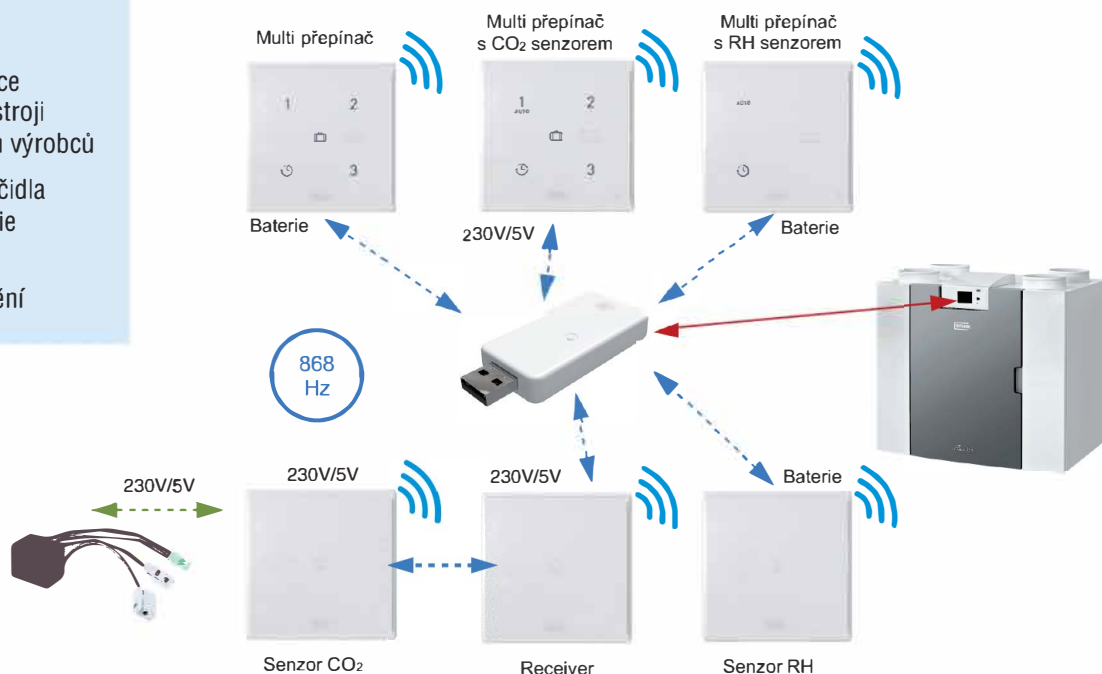 ce
stroji
výrobců
čidla
ie
ění
Multi přepínač
Multi přepínač
s CO₂ senzorem
Multi přepínač
s RH senzorem
1
2
3
1
AUTO
2
3
AUTO
Baterie
230V/5V
Baterie
868
Hz
230V/5V
230V/5V
230V/5V
Baterie
Senzor CO₂
Receiver
Senzor RH